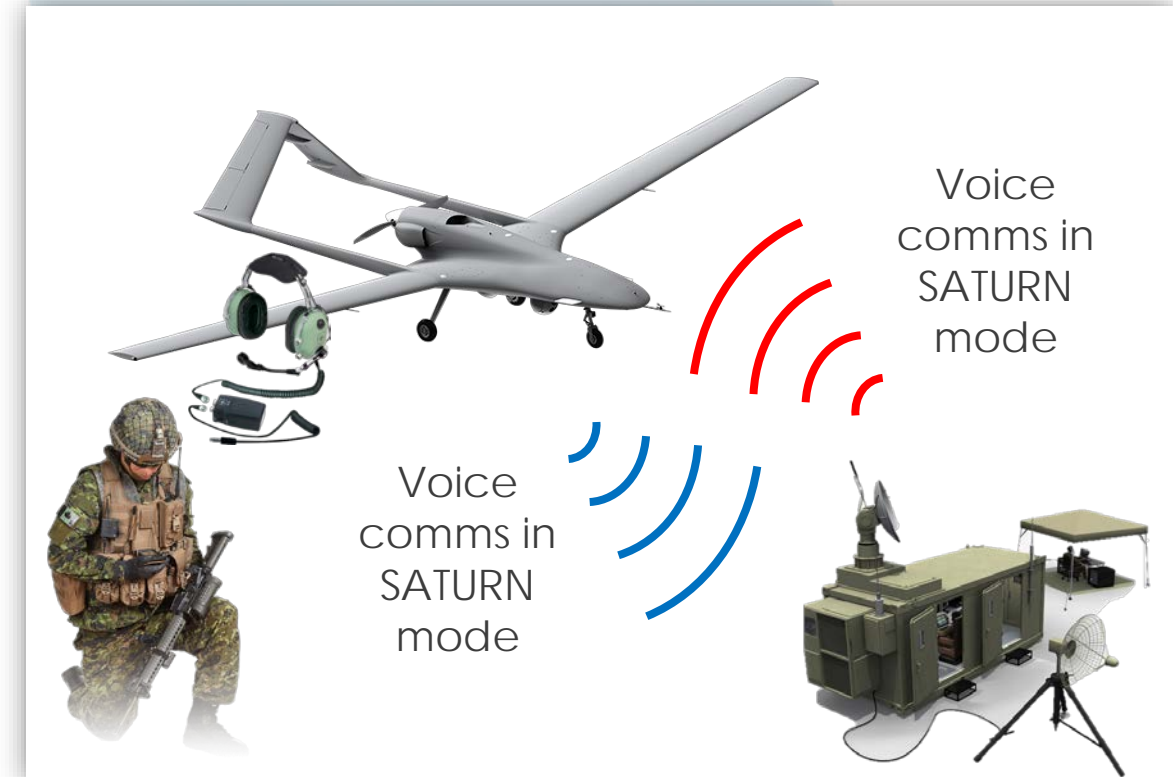 Voice
comms in
SATURN
mode
Voice
comms in
SATURN
mode